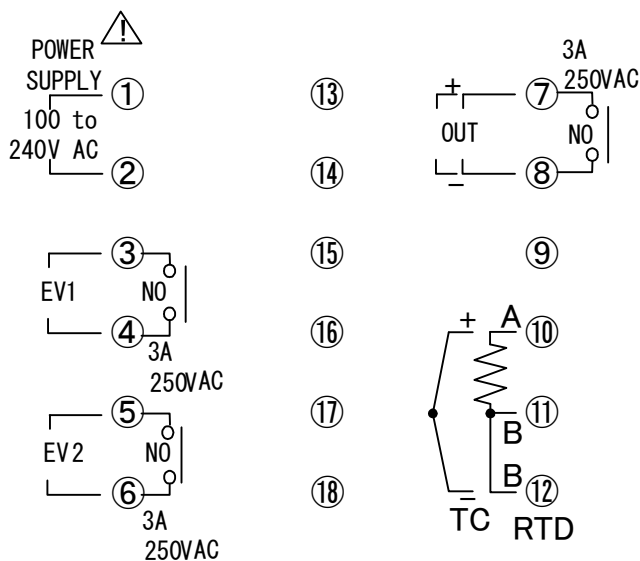 POWER ⚠
SUPPLY ①
100 to
240V AC
②
③
EV1 NO
④
3A
250VAC
⑤
EV2 NO
⑥
3A
250VAC
⑬
⑭
⑮
⑯
⑰
⑱
3A
250VAC
+ ⑦
OUT NO
− ⑧
⑨
+ A ⑩
⑪
B
B ⑫
−
TC RTD